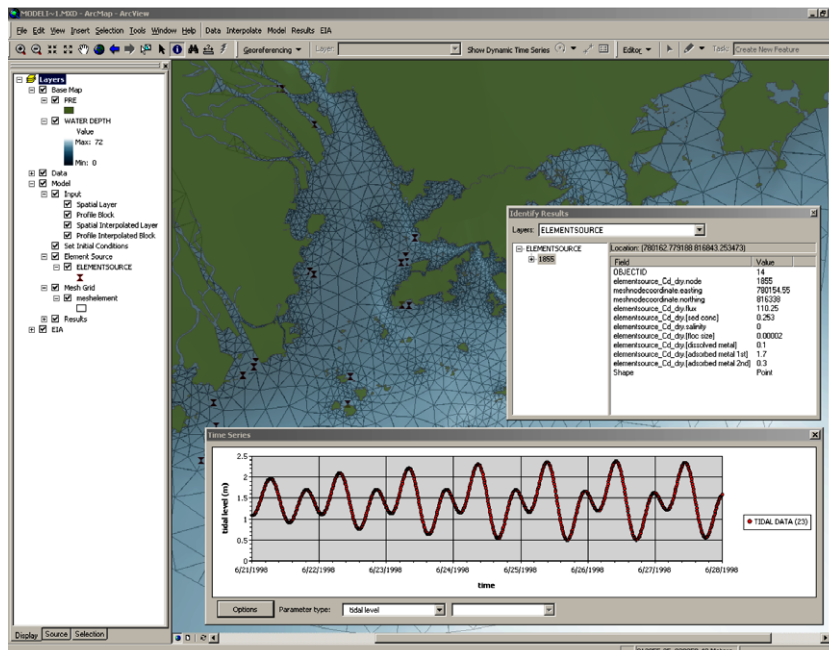 MODELI~1.MXD - ArcMap - ArcView
File Edit View Insert Selection Tools Window Help Data Interpolate Model Results EIA
Georeferencing Layer: Show Dynamic Time Series Editor Task: Create New Feature
Layers
Base Map
PRE
WATER DEPTH
Value
Max: 72
Min: 0
Data
Model
Input
Spatial Layer
Profile Block
Spatial Interpolated Layer
Profile Interpolated Block
Set Initial Conditions
Element Source
ELEMENTSOURCE
Mesh Grid
meshelement
Results
EIA
Display Source Selection
Identify Results
Layers: ELEMENTSOURCE
ELEMENTSOURCE
1855
Location: (780162.779188 816843.253473)
Field Value
OBJECTID 14
elementsource_Cd_dry.node 1855
meshnodecoordinate.easting 780154.55
meshnodecoordinate.northing 816338
elementsource_Cd_dry.flux 110.25
elementsource_Cd_dry.[sed conc] 0.253
elementsource_Cd_dry.salinity 0
elementsource_Cd_dry.[floc size] 0.00002
elementsource_Cd_dry.[dissolved metal] 0.1
elementsource_Cd_dry.[adsorbed metal 1st] 1.7
elementsource_Cd_dry.[adsorbed metal 2nd] 0.3
Shape Point
Time Series
tidal level (m)
2.5
2
1.5
1
0.5
0
6/21/1998 6/22/1998 6/23/1998 6/24/1998 6/25/1998 6/26/1998 6/27/1998 6/28/1998
time
TIDAL DATA (23)
Options Parameter type: tidal level